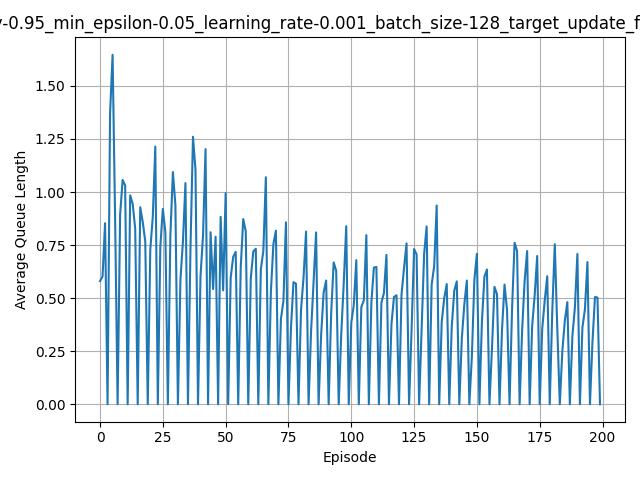 y-0.95_min_epsilon-0.05_learning_rate-0.001_batch_size-128_target_update_f
1.50
1.25
1.00
0.75
0.50
0.25
0.00
Average Queue Length
0 25 50 75 100 125 150 175 200
Episode